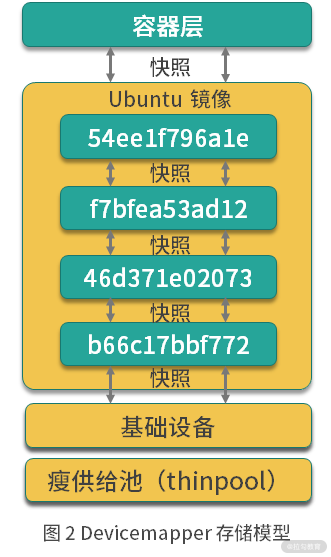 容器层
快照
Ubuntu 镜像
54ee1f796a1e
快照
f7bfea53ad12
快照
46d371e02073
快照
b66c17bbf772
快照
基础设备
瘦供给池（thinpool）
图 2 Devicemapper 存储模型